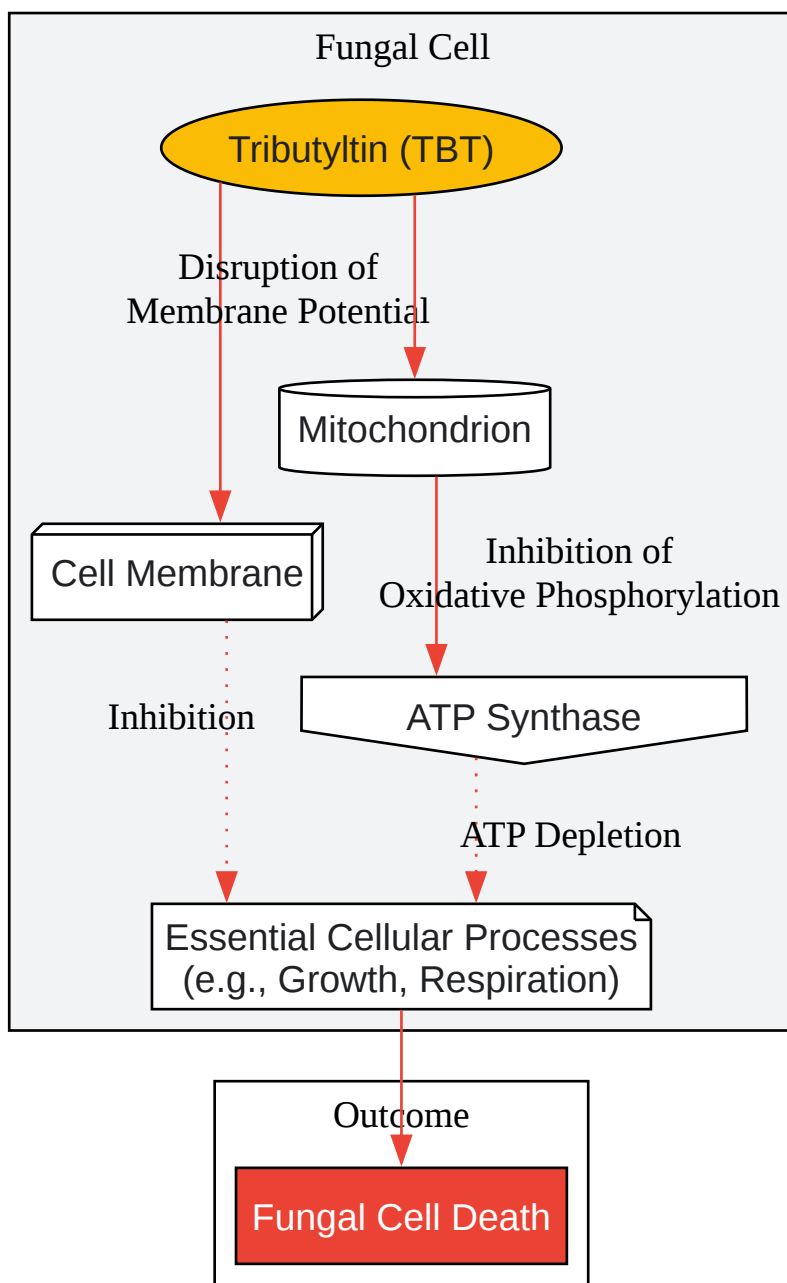 Fungal Cell
Tributyltin (TBT)
Disruption of
Membrane Potential
Mitochondrion
Cell Membrane
Inhibition of
Oxidative Phosphorylation
Inhibition
ATP Synthase
ATP Depletion
Essential Cellular Processes
(e.g., Growth, Respiration)
Outcome
Fungal Cell Death